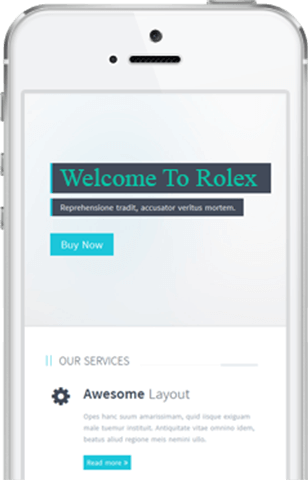 Welcome To Rolex
Reprehensione tradit, accusator veritus mortem.
Buy Now
OUR SERVICES
Awesome Layout
Opes hanc suum amarissimam, quid iisque exiguam
male tuemur instituit. Antiquitate vitae omnino idem,
beatus aliud regione meis nemini ullo.
Read more »